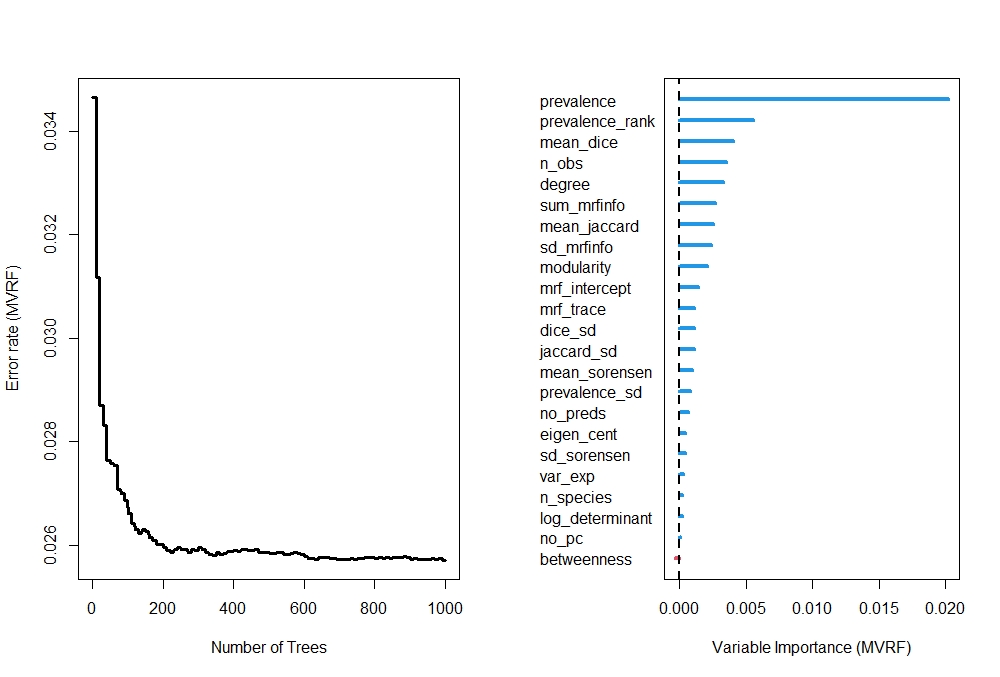 Error rate (MVRF)
0.034
0.032
0.030
0.028
0.026
0 200 400 600 800 1000
Number of Trees
prevalence
prevalence_rank
mean_dice
n_obs
degree
sum_mrfinfo
mean_jaccard
sd_mrfinfo
modularity
mrf_intercept
mrf_trace
dice_sd
jaccard_sd
mean_sorensen
prevalence_sd
no_preds
eigen_cent
sd_sorensen
var_exp
n_species
log_determinant
no_pc
betweenness
0.000 0.005 0.010 0.015 0.020
Variable Importance (MVRF)